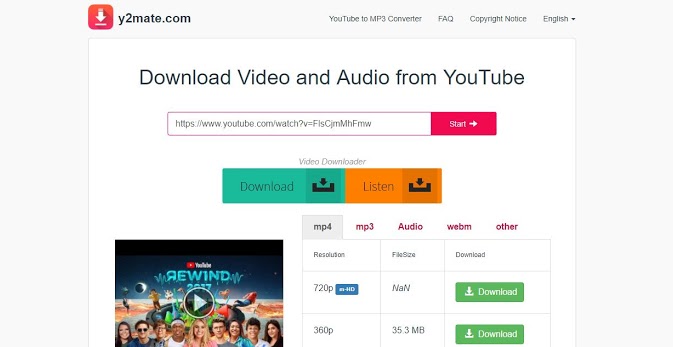 y2mate.com
YouTube to MP3 Converter FAQ Copyright Notice English
Download Video and Audio from YouTube
https://www.youtube.com/watch?v=FlsCjmMhFmw Start
Video Downloader
Download Listen
mp4 mp3 Audio webm other
Resolution FileSize Download
YouTube
REWIND
2017
720p m-HD NaN Download
360p 35.3 MB Download